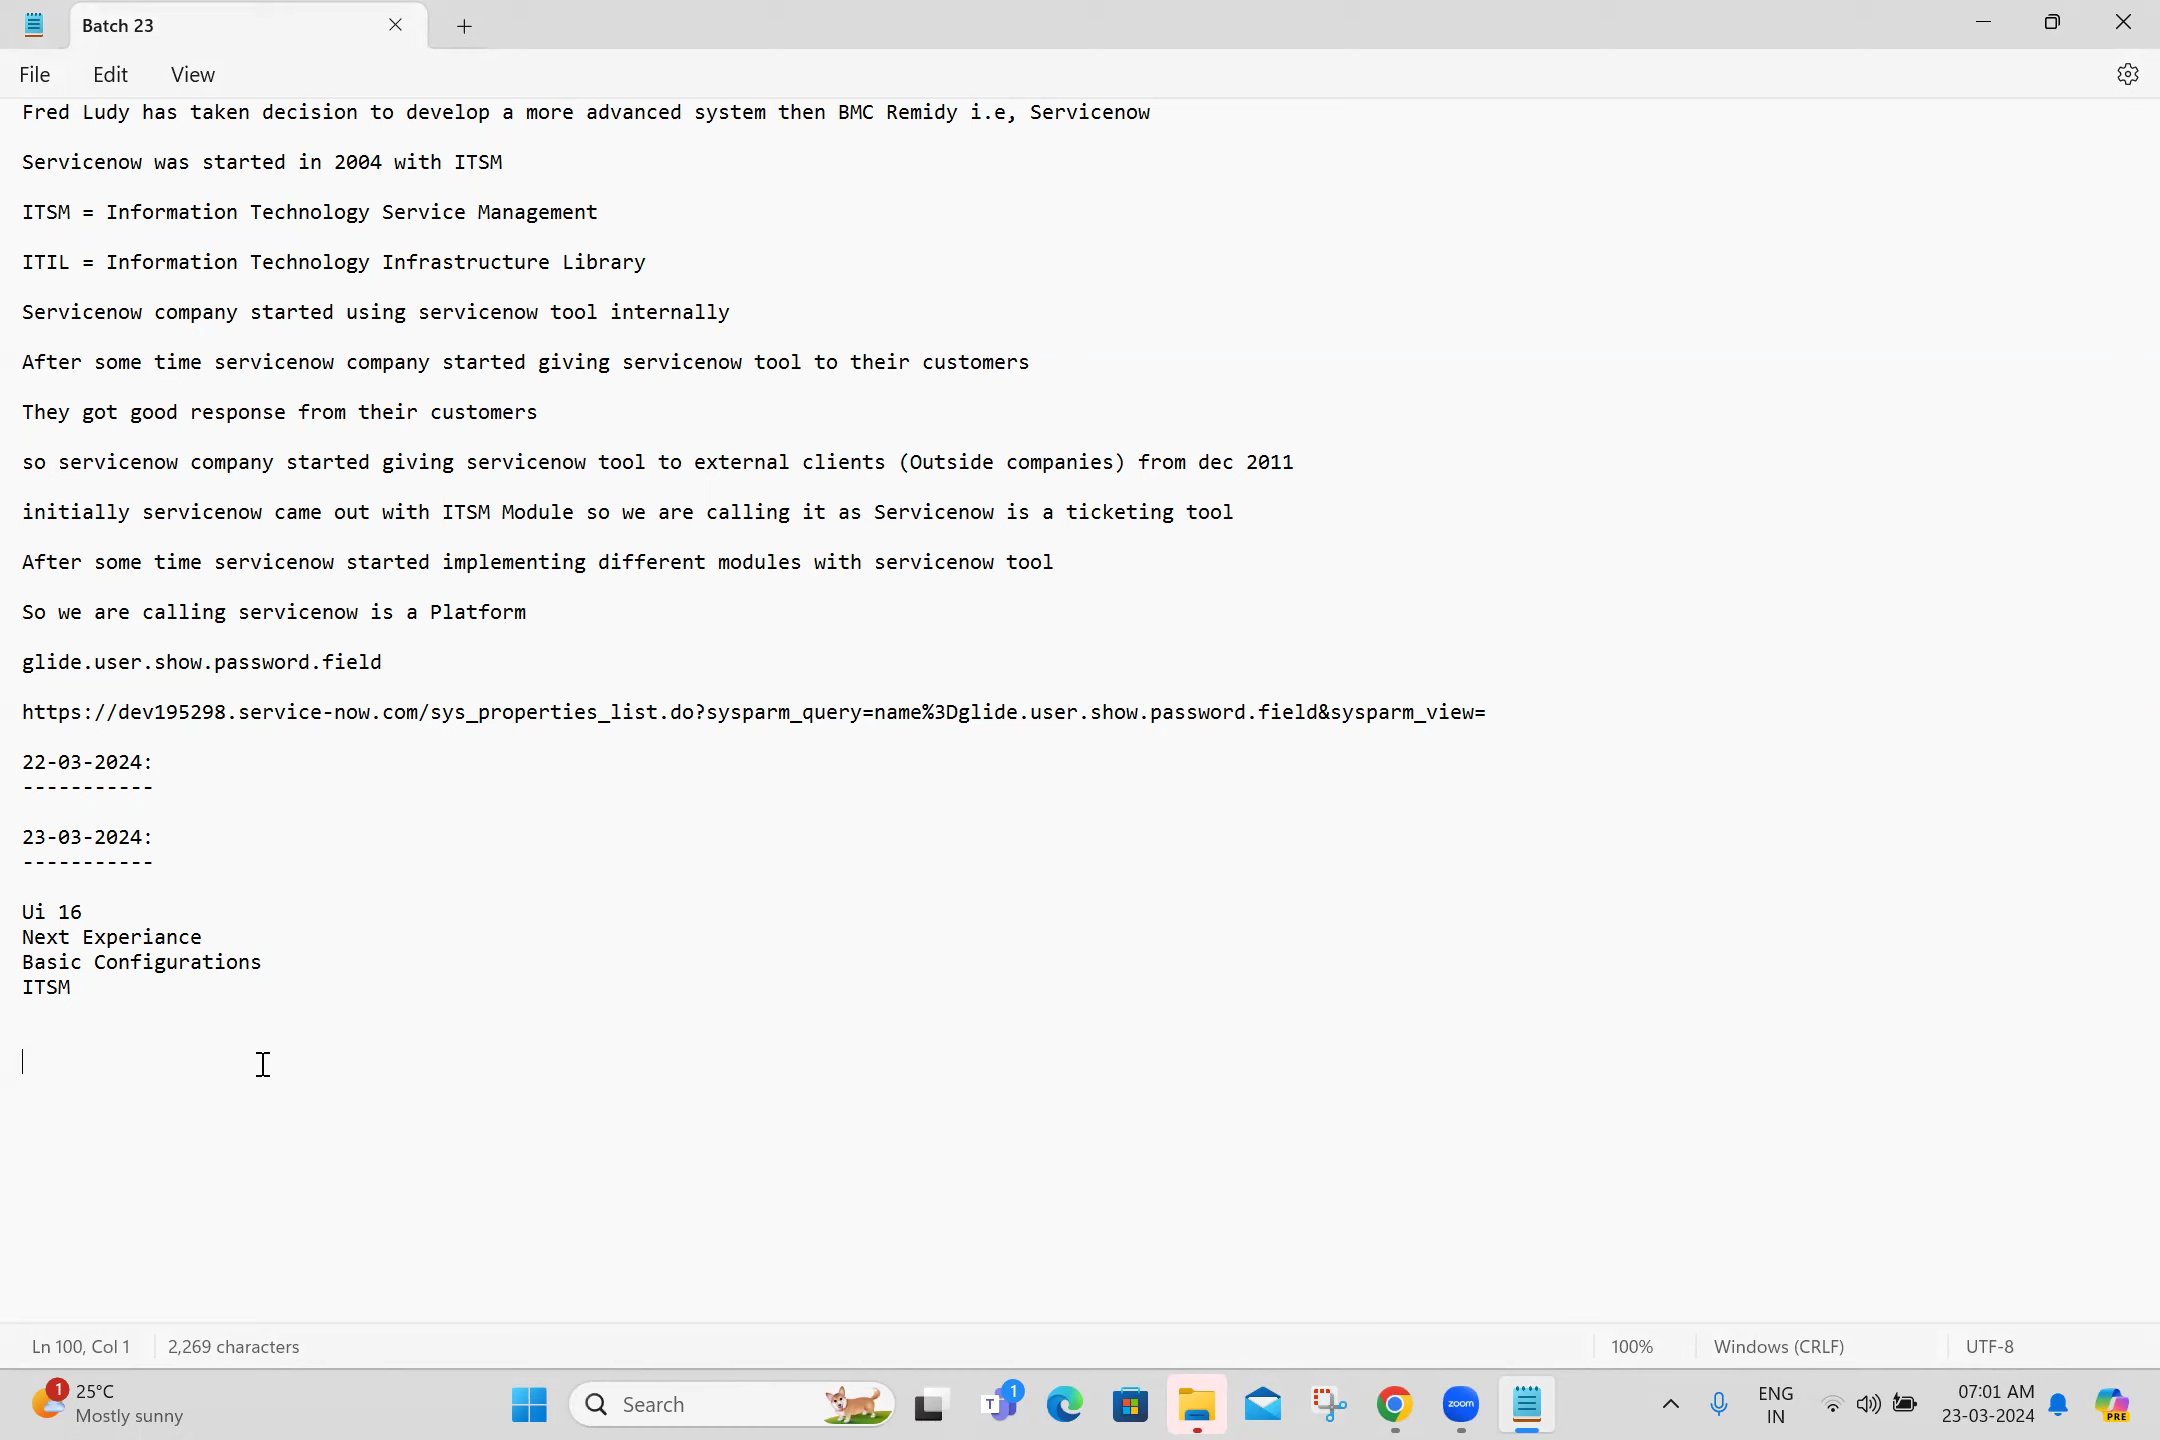 Batch 23
File Edit View
Fred Ludy has taken decision to develop a more advanced system then BMC Remidy i.e, Servicenow
Servicenow was started in 2004 with ITSM
ITSM = Information Technology Service Management
ITIL = Information Technology Infrastructure Library
Servicenow company started using servicenow tool internally
After some time servicenow company started giving servicenow tool to their customers
They got good response from their customers
so servicenow company started giving servicenow tool to external clients (Outside companies) from dec 2011
initially servicenow came out with ITSM Module so we are calling it as Servicenow is a ticketing tool
After some time servicenow started implementing different modules with servicenow tool
So we are calling servicenow is a Platform
glide.user.show.password.field
https://dev195298.service-now.com/sys_properties_list.do?sysparm_query=name%3Dglide.user.show.password.field&sysparm_view=
22-03-2024:
-----------
23-03-2024:
-----------
Ui 16
Next Experiance
Basic Configurations
ITSM
Ln 100, Col 1 2,269 characters 100% Windows (CRLF) UTF-8
1 25°C
Mostly sunny
Search
T 1
zoom
ENG
IN
07:01 AM
23-03-2024
PRE